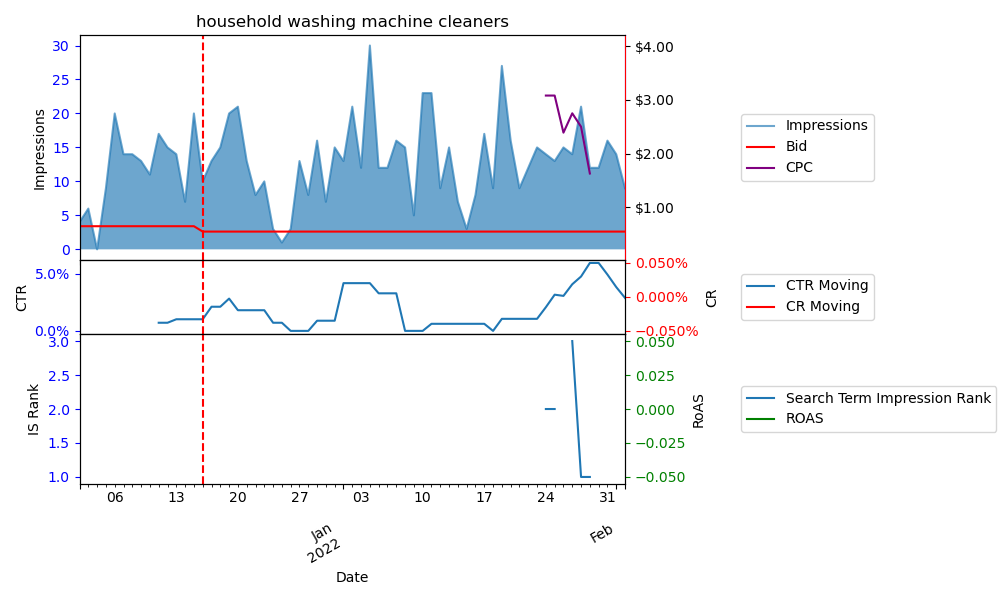 household washing machine cleaners
Impressions
30
25
20
15
10
5
0
$4.00
$3.00
$2.00
$1.00
Impressions
Bid
CPC
CTR
5.0%
0.0%
0.050%
0.000%
−0.050%
CR
CTR Moving
CR Moving
IS Rank
3.0
2.5
2.0
1.5
1.0
0.050
0.025
0.000
−0.025
−0.050
RoAS
Search Term Impression Rank
ROAS
06 13 20 27 03 10 17 24 31
Jan
2022
Feb
Date